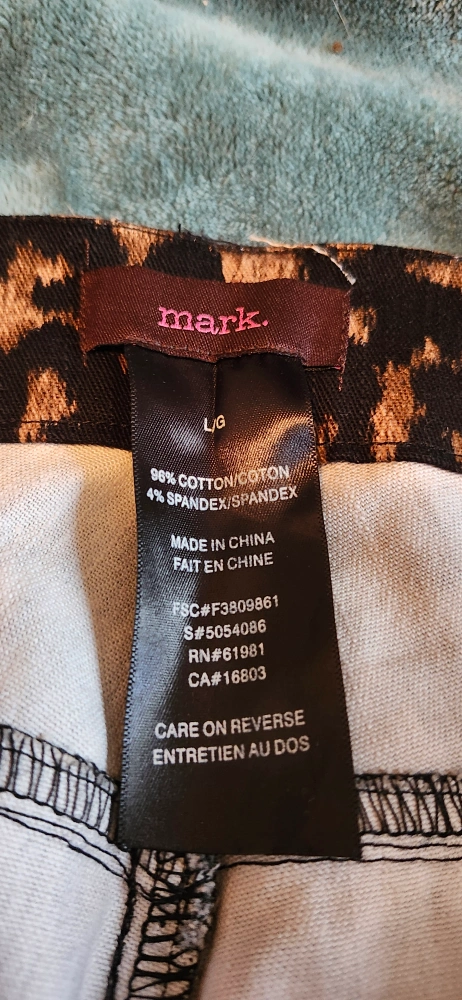 mark.
L/G
96% COTTON/COTON
4% SPANDEX/SPANDEX
MADE IN CHINA
FAIT EN CHINE
FSC#F3809861
S#5054086
RN#61981
CA#16803
CARE ON REVERSE
ENTRETIEN AU DOS